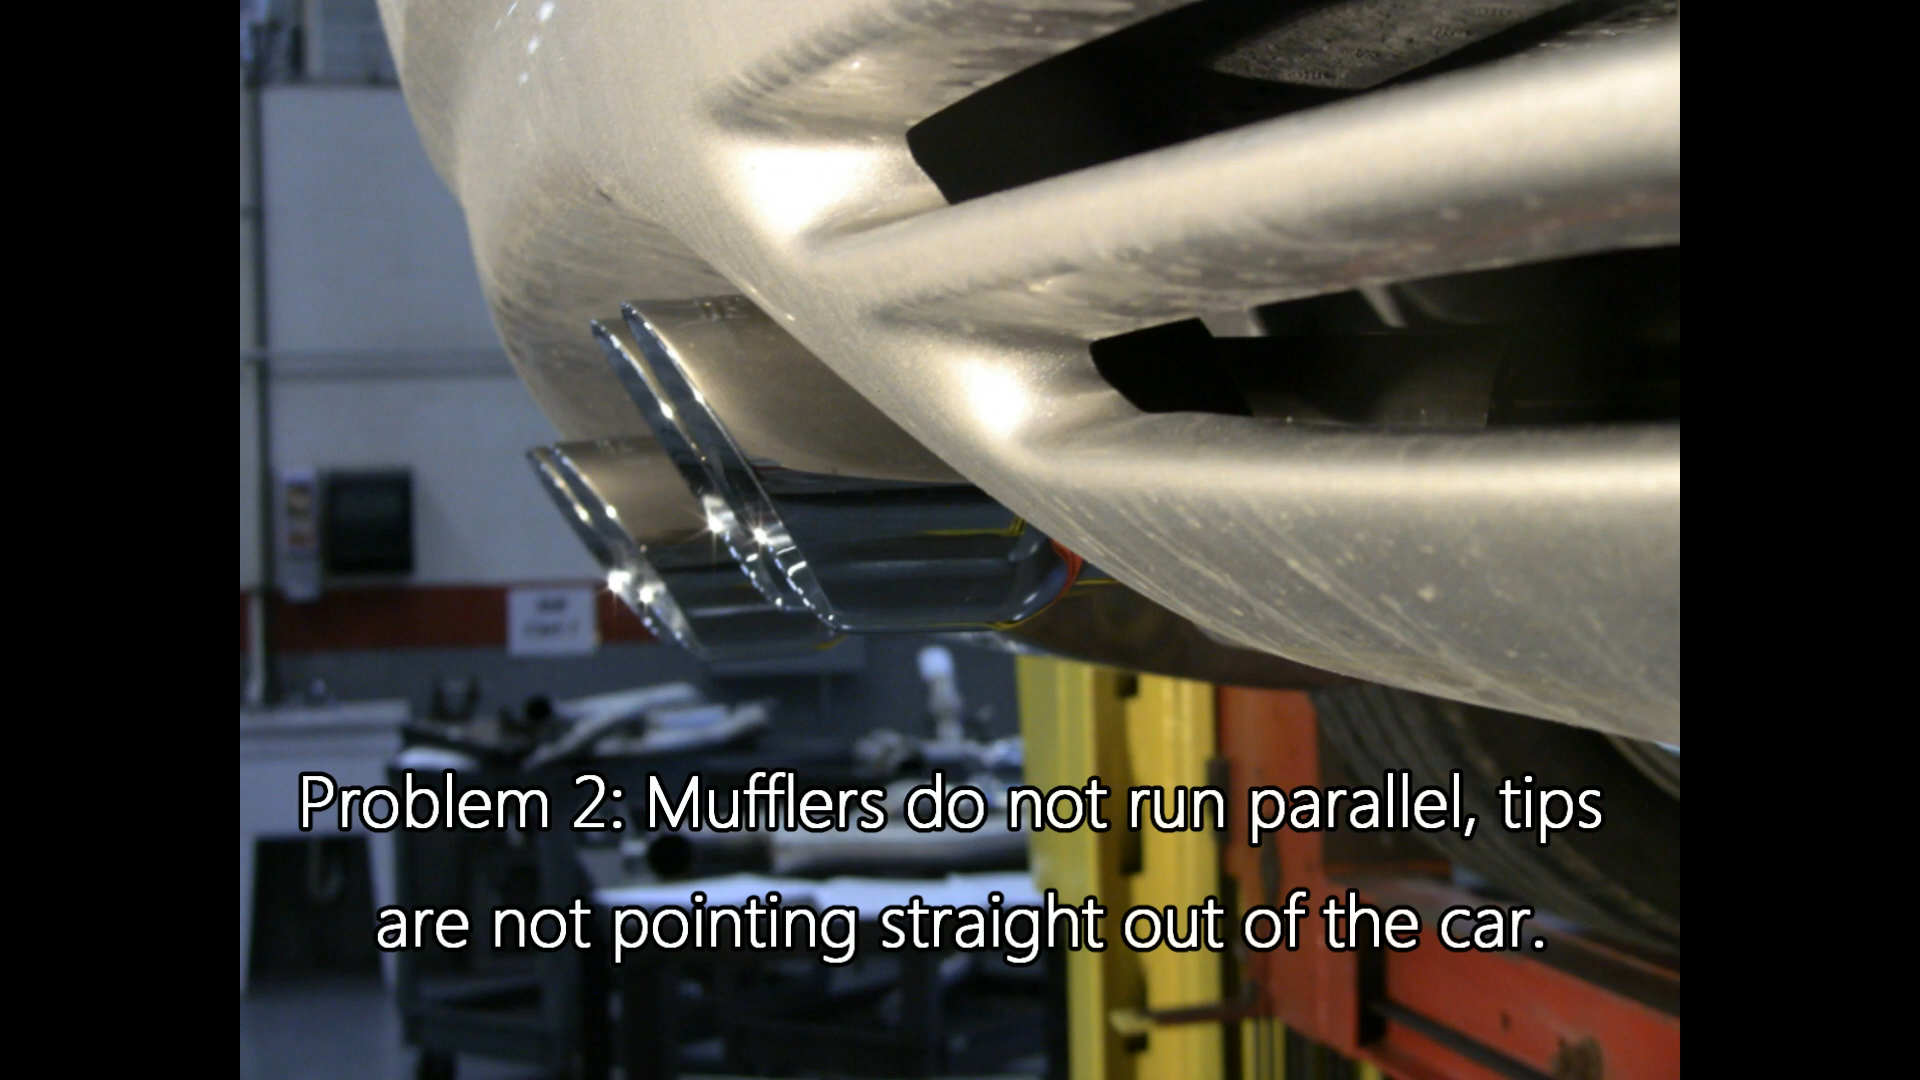 Problem 2: Mufflers do not run parallel, tips
are not pointing straight out of the car.